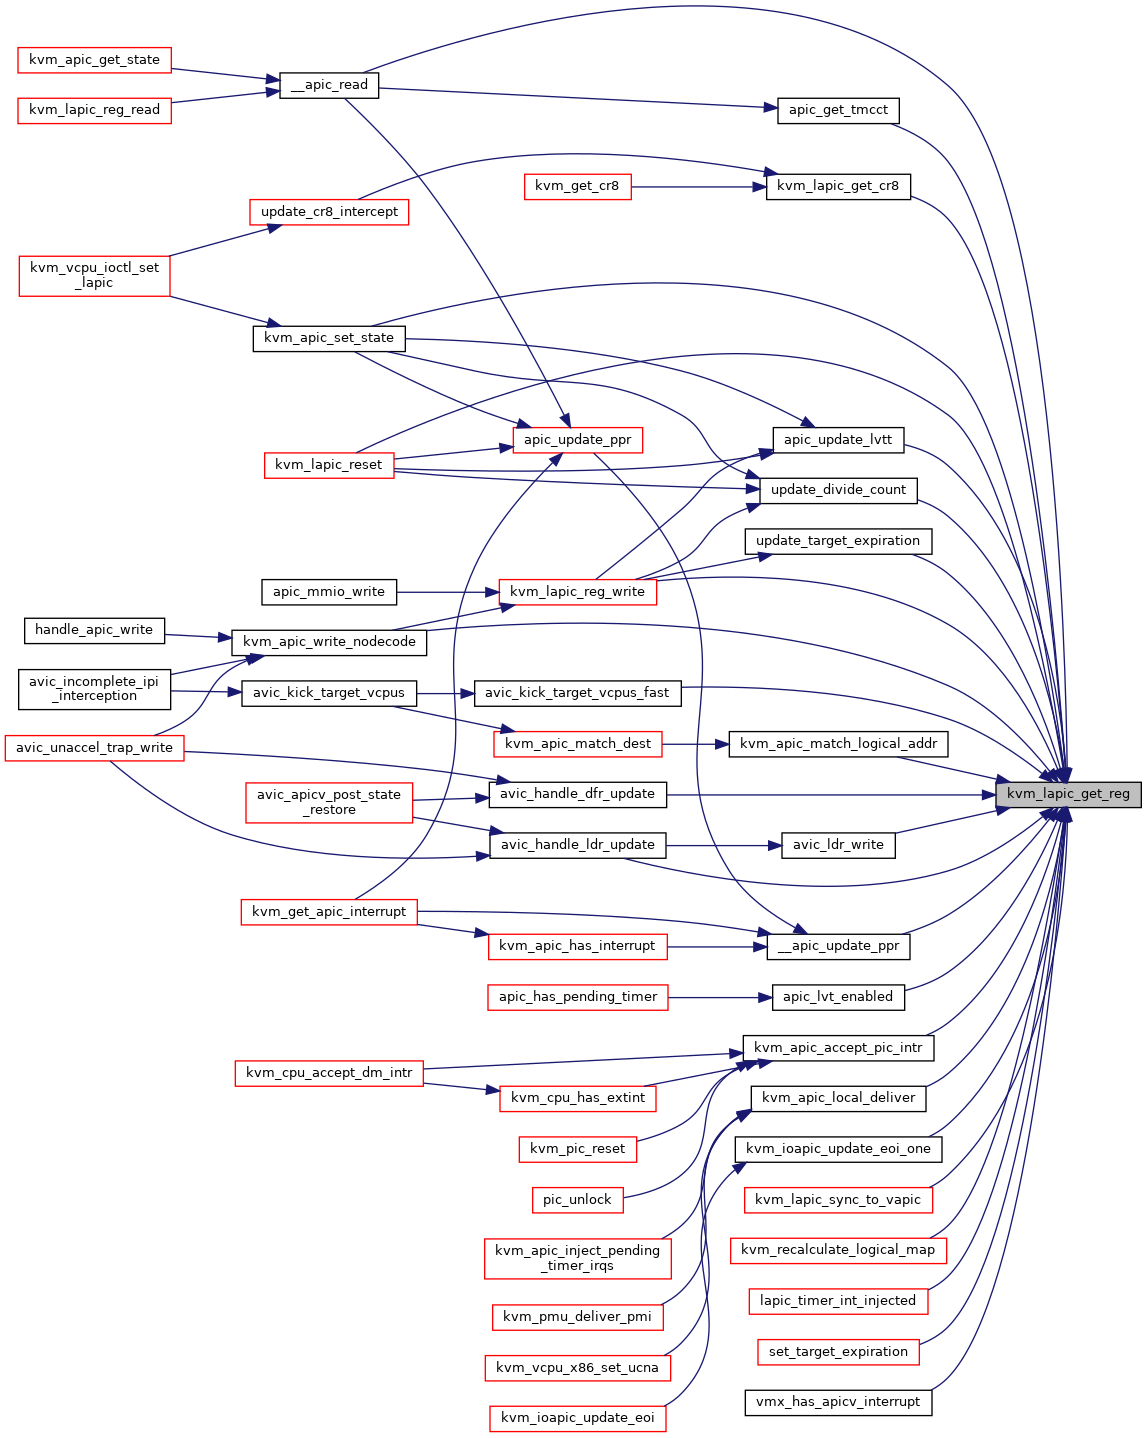 kvm_apic_get_state
__apic_read
kvm_lapic_reg_read
apic_get_tmcct
kvm_get_cr8
kvm_lapic_get_cr8
update_cr8_intercept
kvm_vcpu_ioctl_set
_lapic
kvm_apic_set_state
apic_update_ppr
apic_update_lvtt
kvm_lapic_reset
update_divide_count
update_target_expiration
apic_mmio_write
kvm_lapic_reg_write
handle_apic_write
kvm_apic_write_nodecode
avic_incomplete_ipi
_interception
avic_kick_target_vcpus
avic_kick_target_vcpus_fast
avic_unaccel_trap_write
kvm_apic_match_dest
kvm_apic_match_logical_addr
avic_apicv_post_state
_restore
avic_handle_dfr_update
kvm_lapic_get_reg
avic_handle_ldr_update
avic_ldr_write
kvm_get_apic_interrupt
kvm_apic_has_interrupt
__apic_update_ppr
apic_has_pending_timer
apic_lvt_enabled
kvm_apic_accept_pic_intr
kvm_cpu_accept_dm_intr
kvm_cpu_has_extint
kvm_apic_local_deliver
kvm_pic_reset
kvm_ioapic_update_eoi_one
pic_unlock
kvm_lapic_sync_to_vapic
kvm_apic_inject_pending
_timer_irqs
kvm_recalculate_logical_map
lapic_timer_int_injected
kvm_pmu_deliver_pmi
set_target_expiration
kvm_vcpu_x86_set_ucna
vmx_has_apicv_interrupt
kvm_ioapic_update_eoi